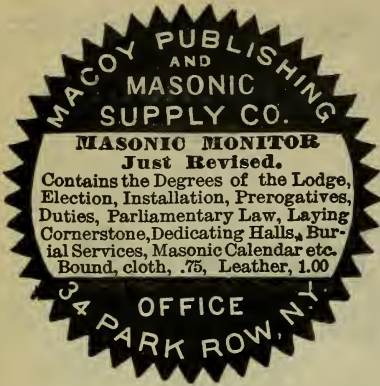 MACOY PUBLISHING
AND
MASONIC
SUPPLY CO.
MASONIC MONITOR
Just Revised.
Contains the Degrees of the Lodge,
Election, Installation, Prerogatives,
Duties, Parliamentary Law, Laying
Cornerstone, Dedicating Halls, Bur-
ial Services, Masonic Calendar etc.
Bound, cloth, .75, Leather, 1.00
OFFICE
34 PARK ROW, N.Y.